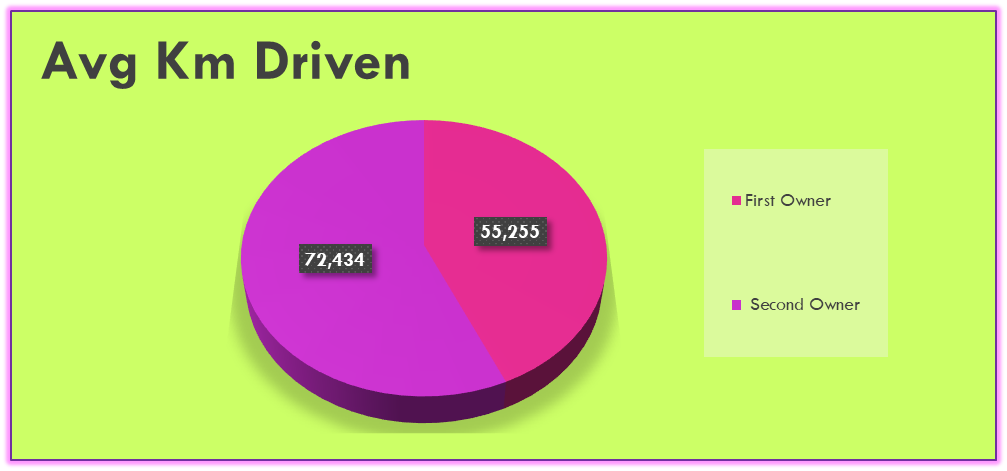 Avg Km Driven
55,255
72,434
First Owner
Second Owner